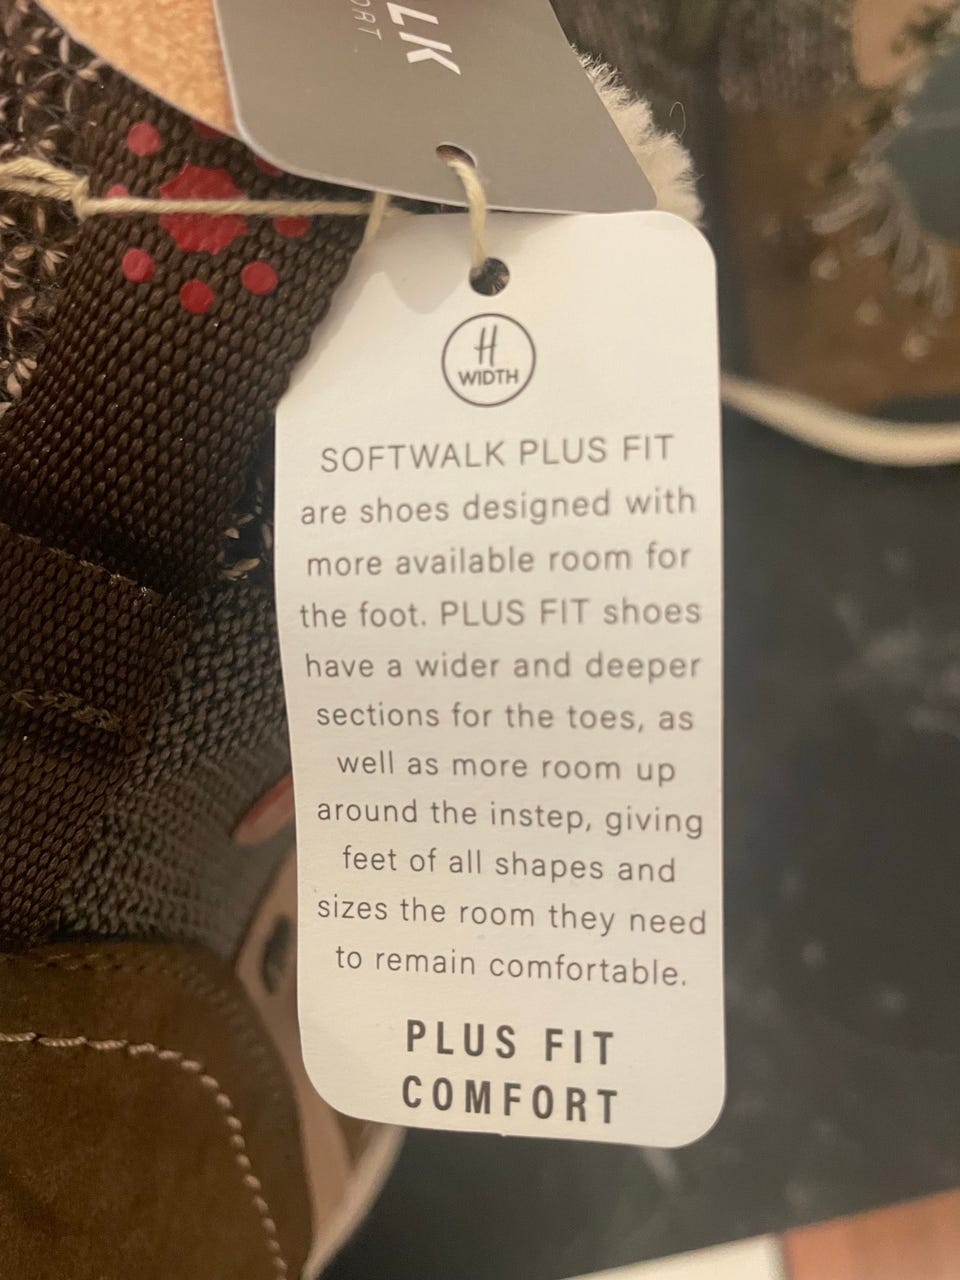 LK
ORT
H
WIDTH
SOFTWALK PLUS FIT
are shoes designed with
more available room for
the foot. PLUS FIT shoes
have a wider and deeper
sections for the toes, as
well as more room up
around the instep, giving
feet of all shapes and
sizes the room they need
to remain comfortable.
PLUS FIT
COMFORT